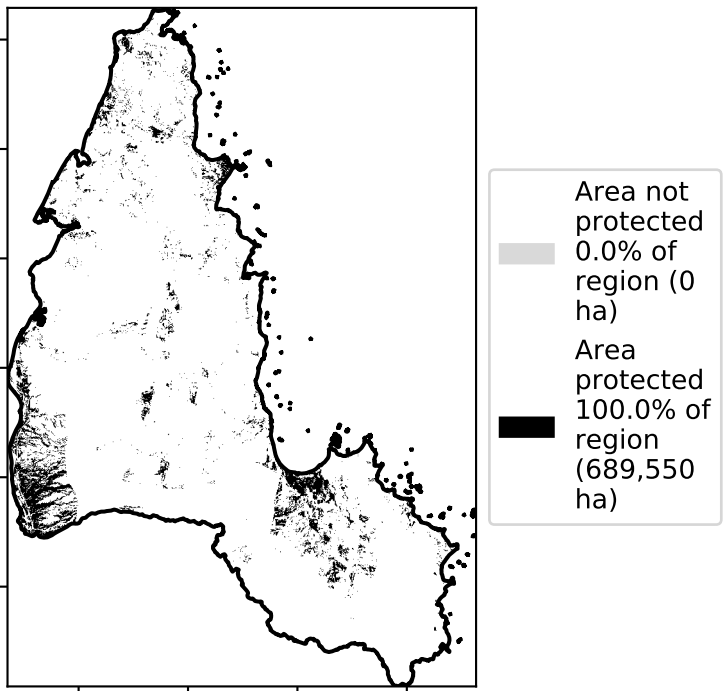 Area not
protected
0.0% of
region (0
ha)
Area
protected
100.0% of
region
(689,550
ha)